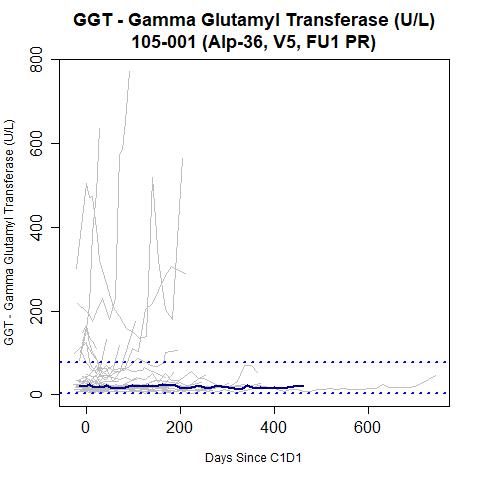 GGT - Gamma Glutamyl Transferase (U/L)
105-001 (Alp-36, V5, FU1 PR)
GGT - Gamma Glutamyl Transferase (U/L)
800
600
400
200
0
0
200
400
600
Days Since C1D1